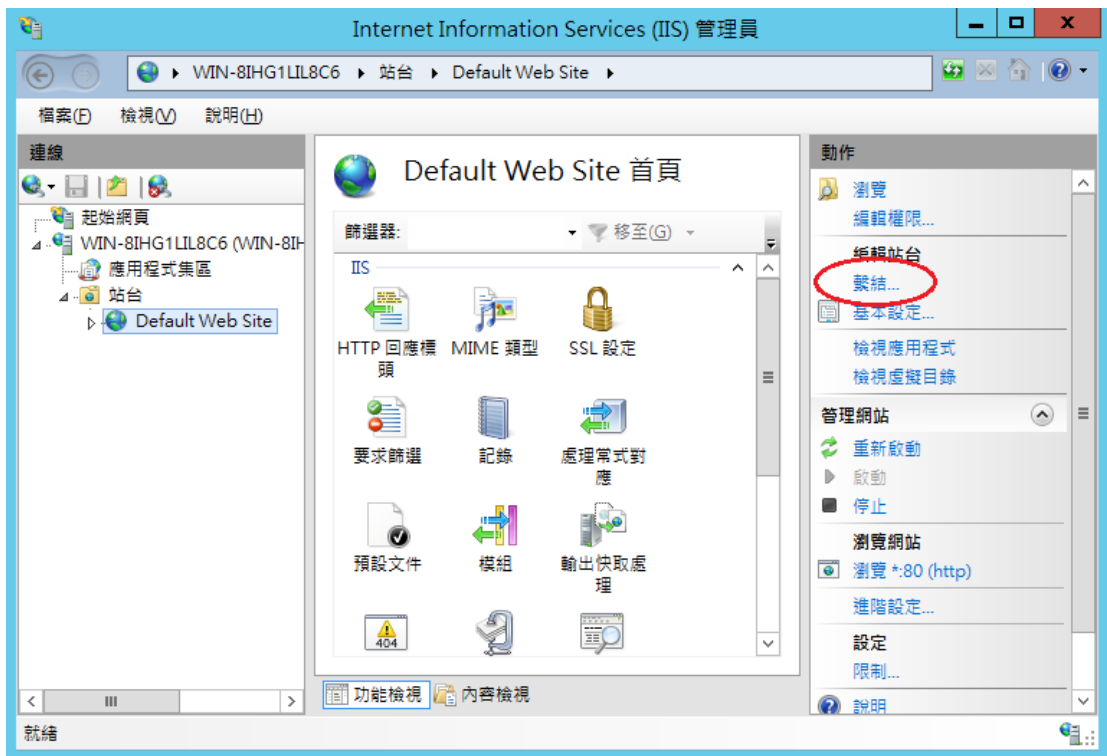 Internet Information Services (IIS) 管理員
WIN-8IHG1LIL8C6 站台 Default Web Site
檔案(F) 檢視(V) 說明(H)
連線
起始網頁
WIN-8IHG1LIL8C6 (WIN-8IH
應用程式集區
站台
Default Web Site
Default Web Site 首頁
篩選器: 移至(G)
IIS
HTTP 回應標
頭
MIME 類型
SSL 設定
要求篩選
記錄
處理常式對
應
預設文件
模組
輸出快取處
理
404
功能檢視 內容檢視
動作
瀏覽
編輯權限...
編輯站台
繫結...
基本設定...
檢視應用程式
檢視虛擬目錄
管理網站
重新啟動
啟動
停止
瀏覽網站
瀏覽 *:80 (http)
進階設定...
設定
限制...
說明
就緒